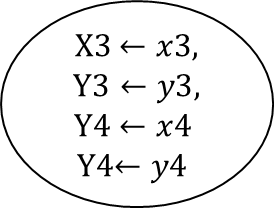 X3 ← x3,
Y3 ← y3,
Y4 ← x4
Y4← y4